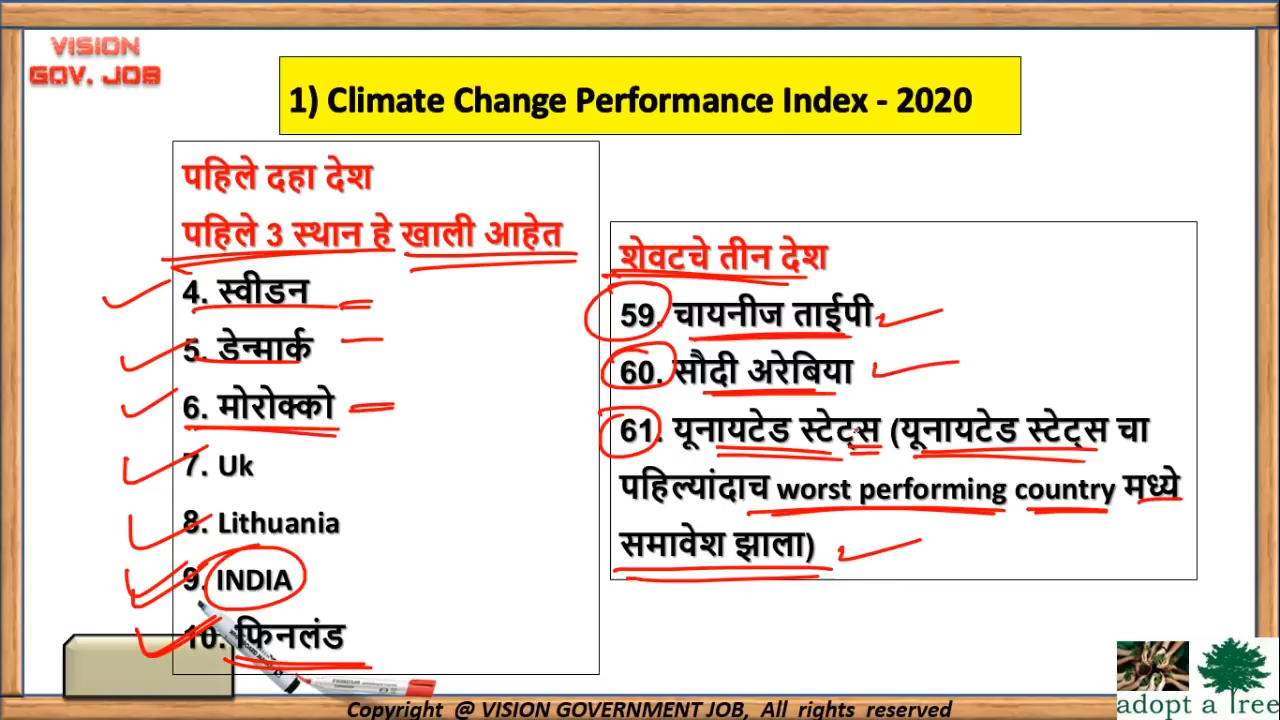 VISION
GOV. JOB
1) Climate Change Performance Index - 2020
पहिले दहा देश
पहिले 3 स्थान हे खाली आहेत
4. स्वीडन
5. डेन्मार्क
6. मोरोक्को
7. Uk
8. Lithuania
9. INDIA
10. फिनलंड
शेवटचे तीन देश
59. चायनीज ताईपी
60. सौदी अरेबिया
61. यूनायटेड स्टेट्स (यूनायटेड स्टेट्स चा
पहिल्यांदाच worst performing country मध्ये
समावेश झाला)
adopt a Tree
Copyright @ VISION GOVERNMENT JOB, All rights reserved